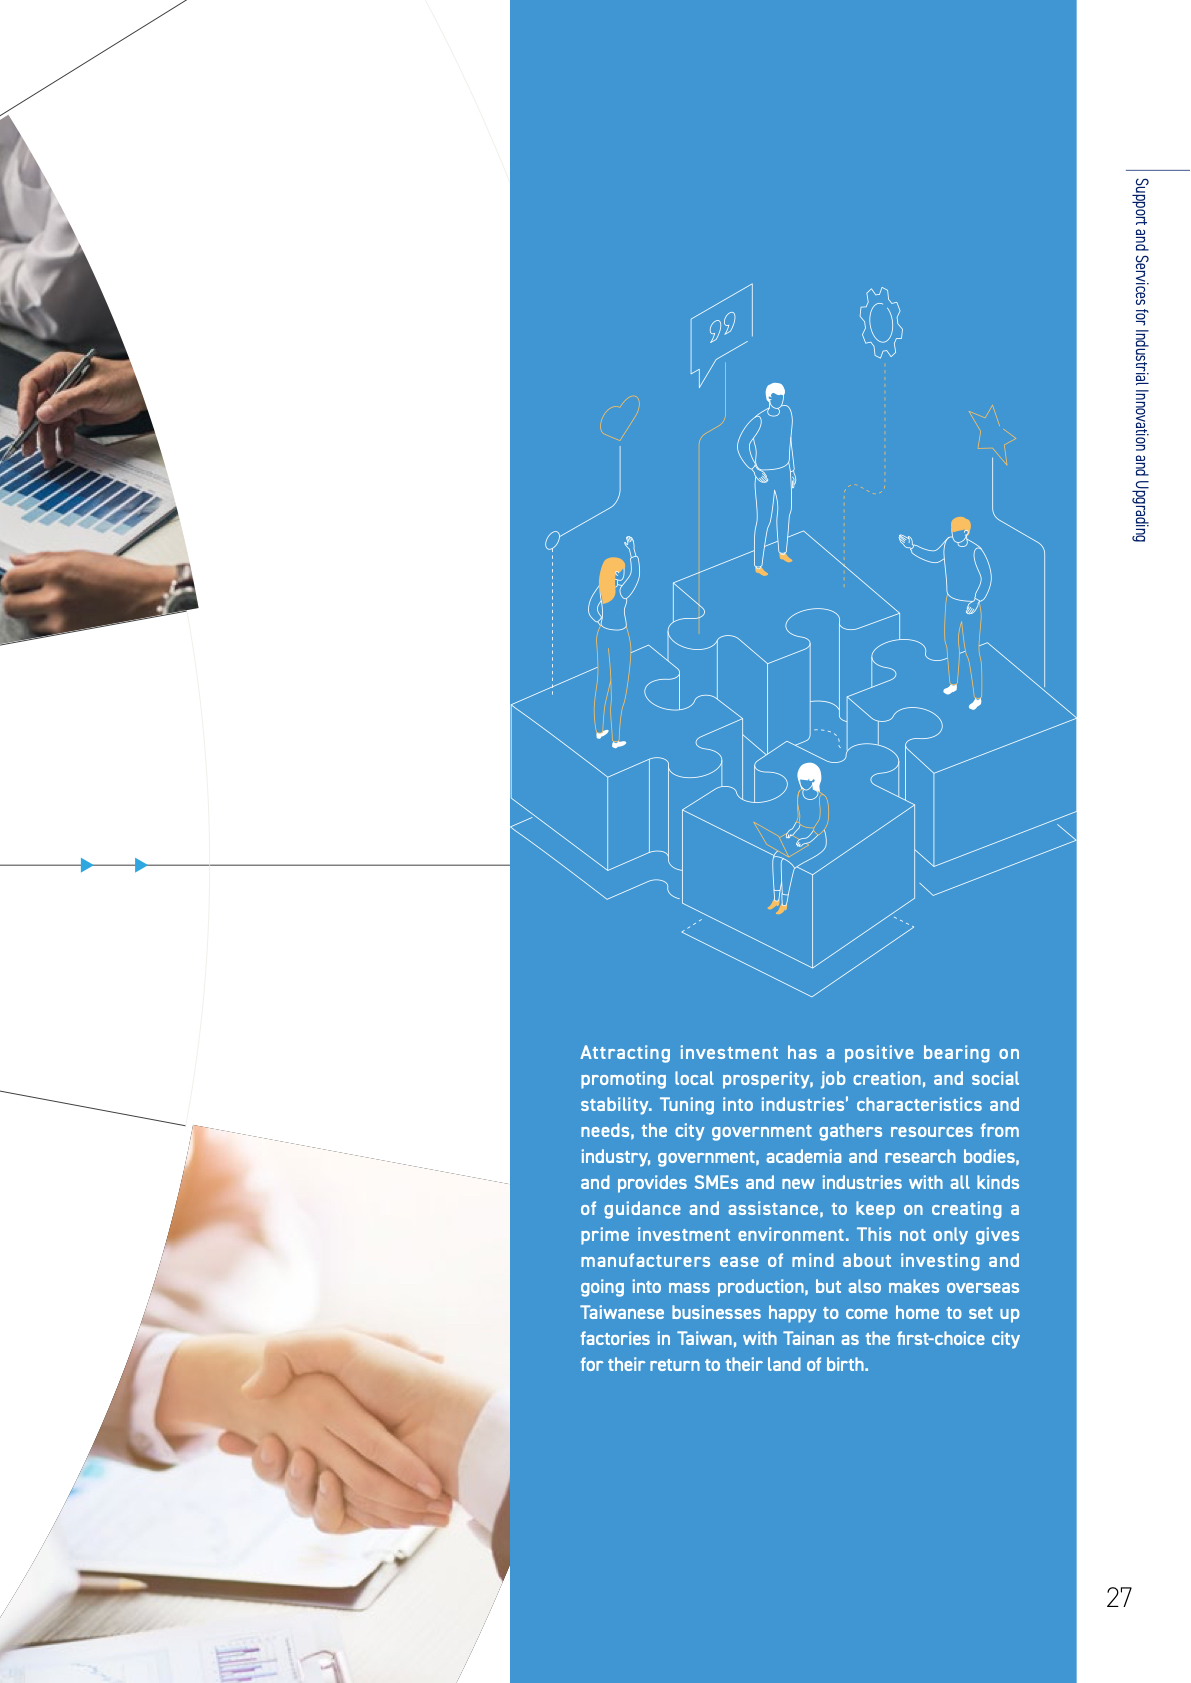 Support and Services for Industrial Innovation and Upgrading
Attracting investment has a positive bearing on
promoting local prosperity, job creation, and social
stability. Tuning into industries’ characteristics and
needs, the city government gathers resources from
industry, government, academia and research bodies,
and provides SMEs and new industries with all kinds
of guidance and assistance, to keep on creating a
prime investment environment. This not only gives
manufacturers ease of mind about investing and
going into mass production, but also makes overseas
Taiwanese businesses happy to come home to set up
factories in Taiwan, with Tainan as the first-choice city
for their return to their land of birth.
27